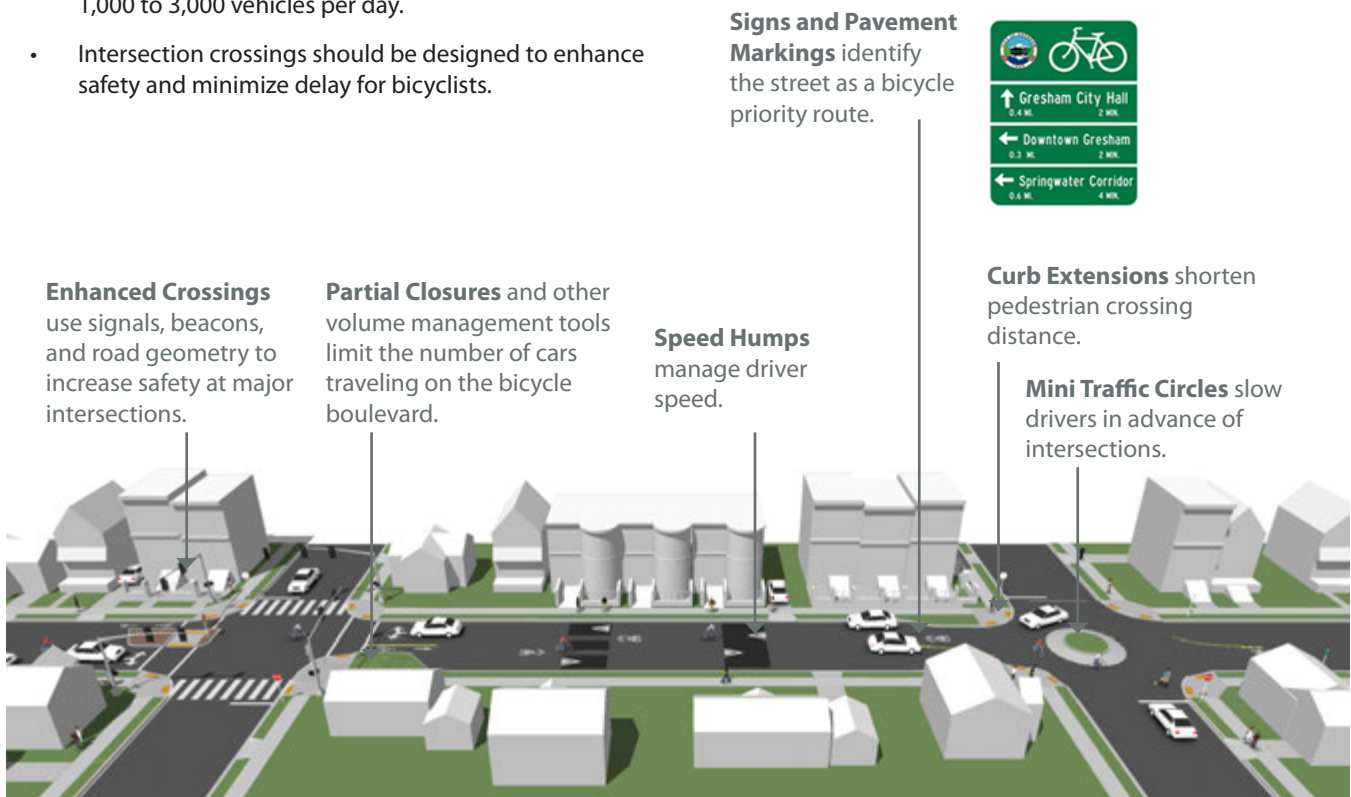 1,000 to 3,000 vehicles per day.
• Intersection crossings should be designed to enhance
safety and minimize delay for bicyclists.
Signs and Pavement
Markings identify
the street as a bicycle
priority route.
Gresham City Hall
0.4 MI. 2 MIN.
Downtown Gresham
0.3 MI. 2 MIN.
Springwater Corridor
0.6 MI. 4 MIN.
Enhanced Crossings
use signals, beacons,
and road geometry to
increase safety at major
intersections.
Partial Closures and other
volume management tools
limit the number of cars
traveling on the bicycle
boulevard.
Speed Humps
manage driver
speed.
Curb Extensions shorten
pedestrian crossing
distance.
Mini Traffic Circles slow
drivers in advance of
intersections.